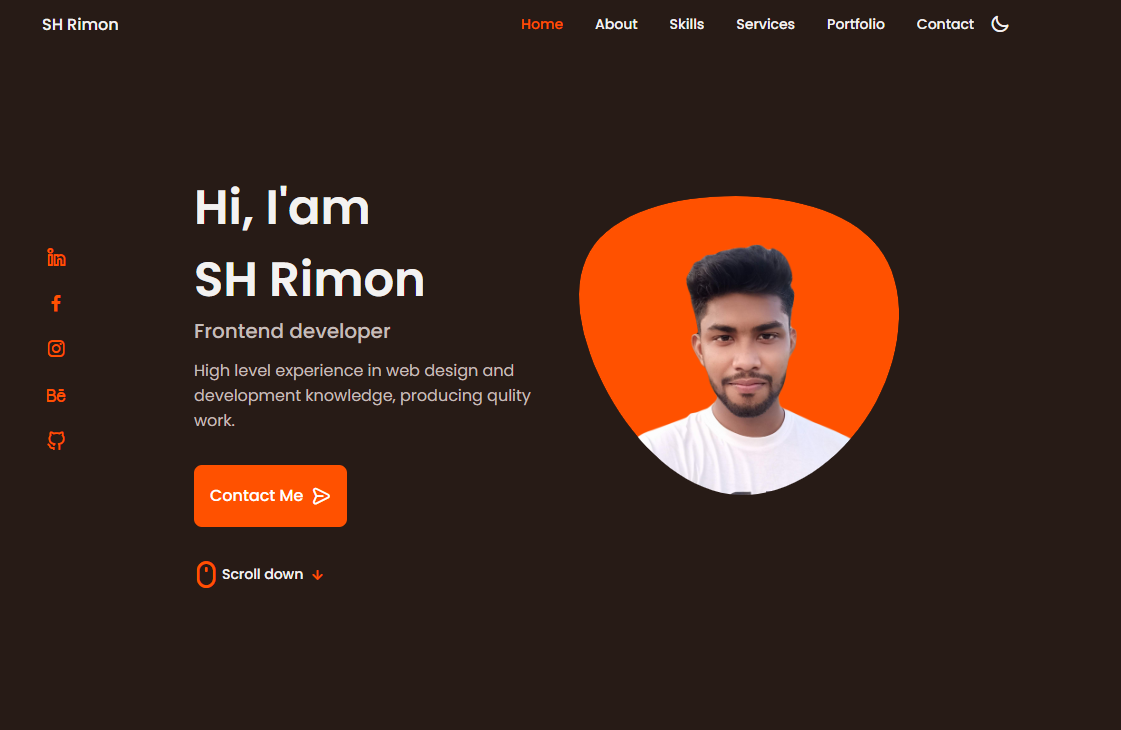 SH Rimon
Home About Skills Services Portfolio Contact
Hi, I'am
SH Rimon
Frontend developer
High level experience in web design and
development knowledge, producing qulity
work.
Contact Me
Scroll down